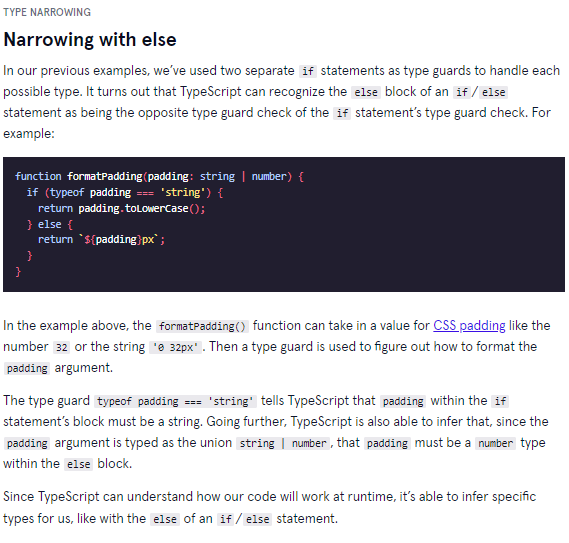 TYPE NARROWING
Narrowing with else
In our previous examples, we’ve used two separate if statements as type guards to handle each
possible type. It turns out that TypeScript can recognize the else block of an if / else
statement as being the opposite type guard check of the if statement’s type guard check. For
example:
function formatPadding(padding: string | number) {
  if (typeof padding === 'string') {
    return padding.toLowerCase();
  } else {
    return `${padding}px`;
  }
}
In the example above, the formatPadding() function can take in a value for CSS padding like the
number 32 or the string '0 32px' . Then a type guard is used to figure out how to format the
padding argument.
The type guard typeof padding === 'string' tells TypeScript that padding within the if
statement’s block must be a string. Going further, TypeScript is also able to infer that, since the
padding argument is typed as the union string | number , that padding must be a number type
within the else block.
Since TypeScript can understand how our code will work at runtime, it’s able to infer specific
types for us, like with the else of an if / else statement.